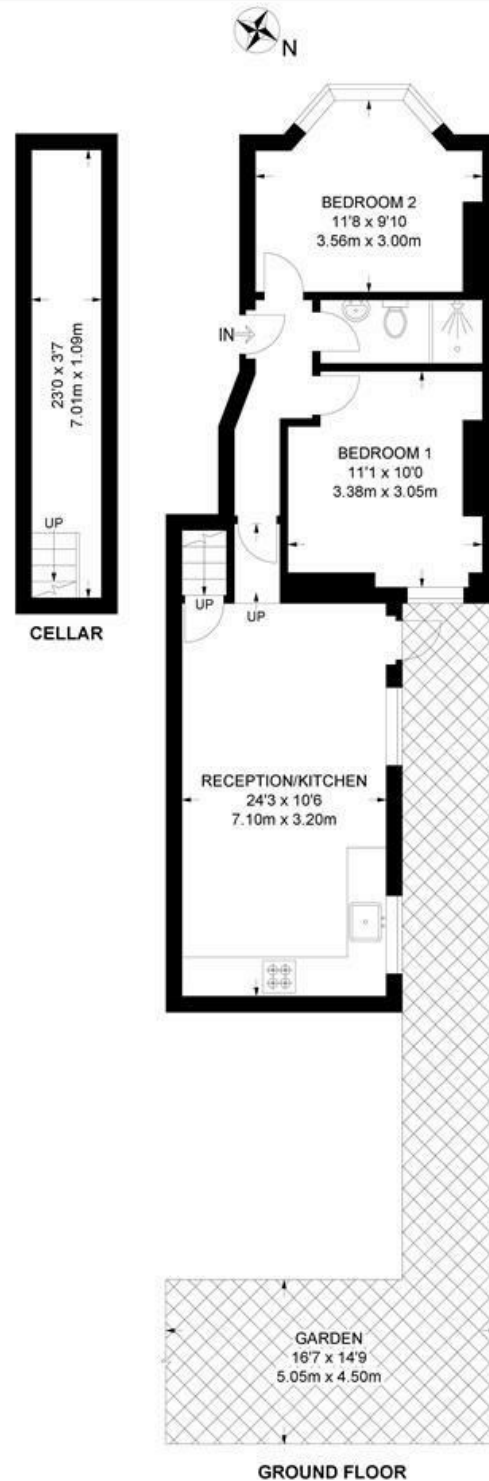 N
BEDROOM 2
11'8 x 9'10
3.56m x 3.00m
23'0 x 3'7
7.01m x 1.09m
IN
BEDROOM 1
11'1 x 10'0
3.38m x 3.05m
UP
CELLAR
UP
UP
RECEPTION/KITCHEN
24'3 x 10'6
7.10m x 3.20m
GARDEN
16'7 x 14'9
5.05m x 4.50m
GROUND FLOOR